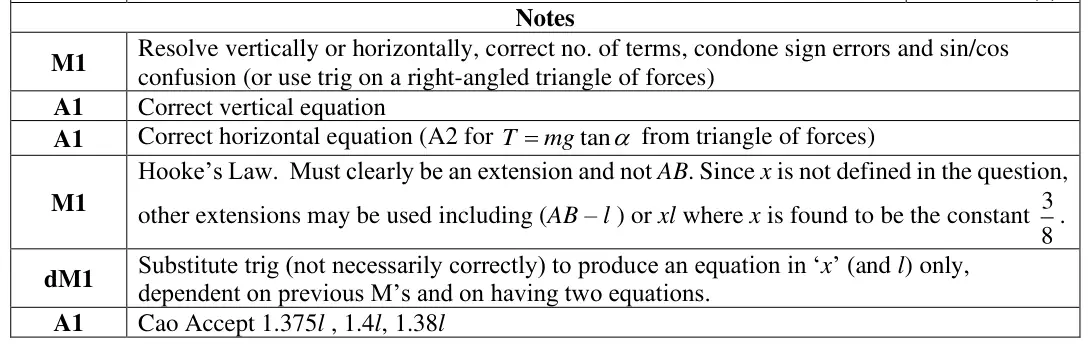 Notes
M1
Resolve vertically or horizontally, correct no. of terms, condone sign errors and sin/cos
confusion (or use trig on a right-angled triangle of forces)
A1
Correct vertical equation
A1
Correct horizontal equation (A2 for T = mg tan α from triangle of forces)
M1
Hooke's Law. Must clearly be an extension and not AB. Since x is not defined in the question,
other extensions may be used including (AB – l ) or xl where x is found to be the constant 3/8 .
dM1
Substitute trig (not necessarily correctly) to produce an equation in ‘x’ (and l) only,
dependent on previous M's and on having two equations.
A1
Cao Accept 1.375l , 1.4l, 1.38l